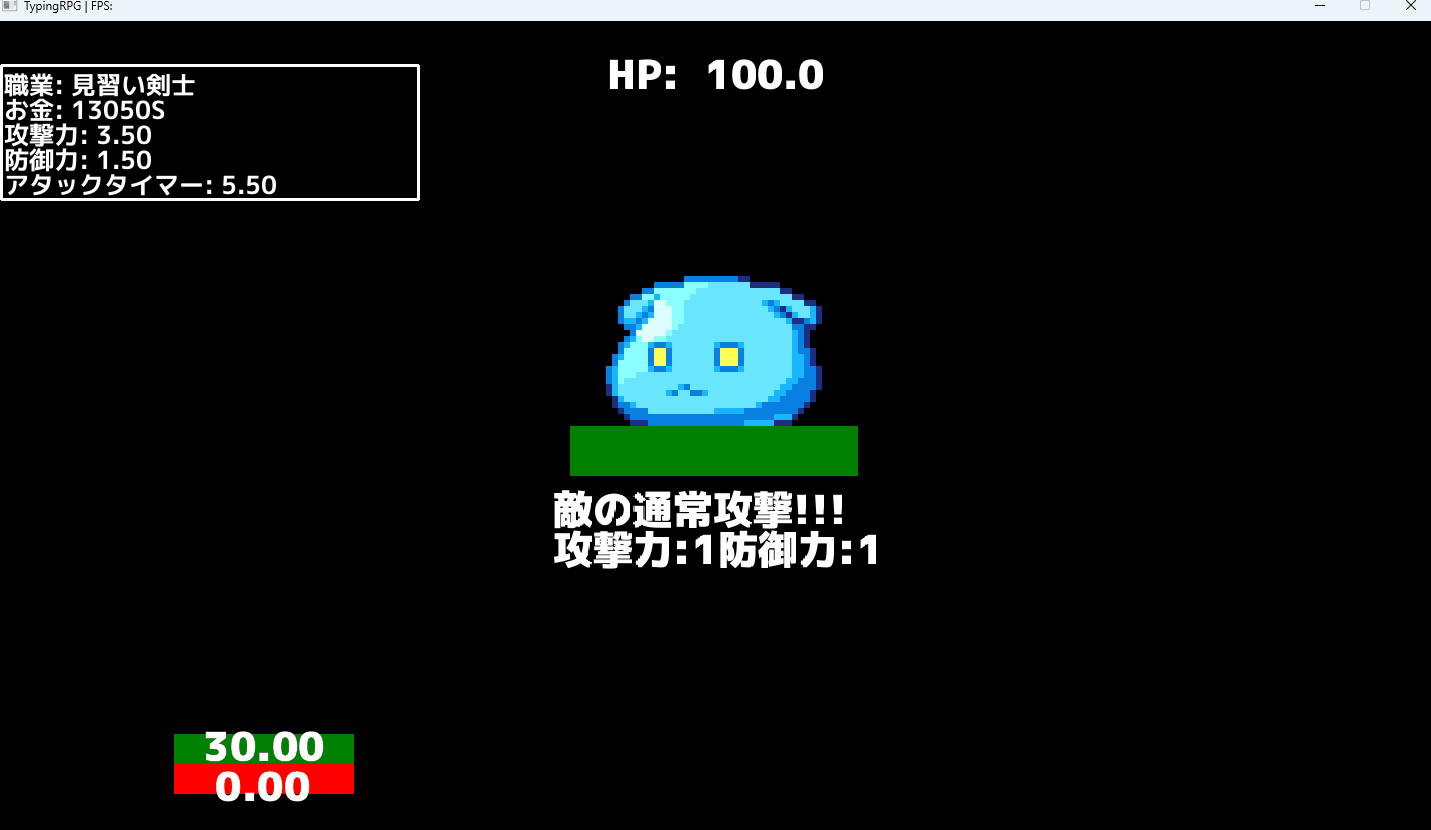 TypingRPG | FPS:
HP: 100.0
職業: 見習い剣士
お金: 13050S
攻撃力: 3.50
防御力: 1.50
アタックタイマー: 5.50
敵の通常攻撃!!!
攻撃力:1防御力:1
30.00
0.00